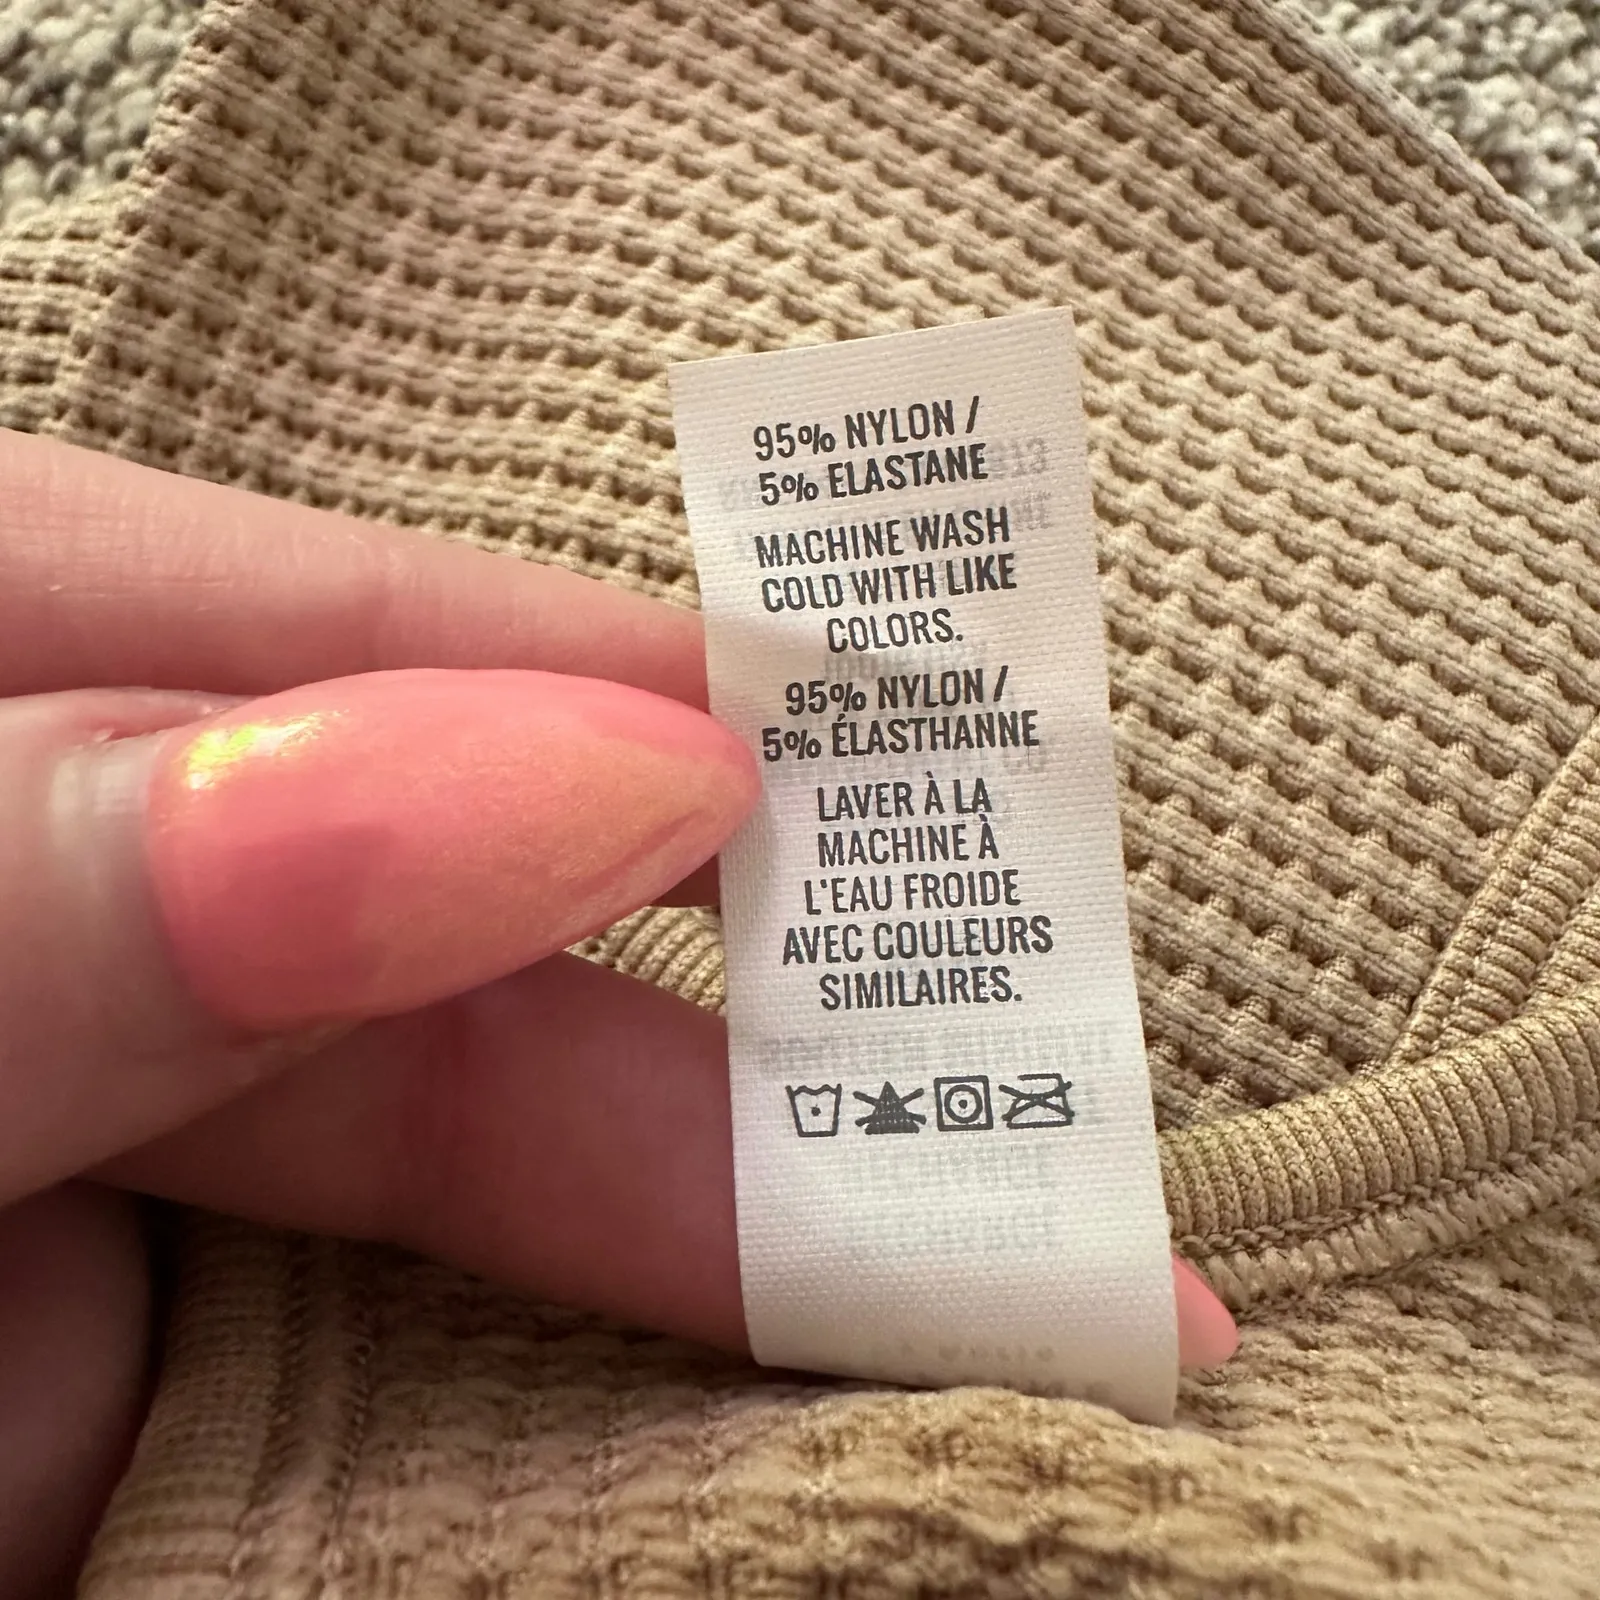 95% NYLON /
5% ELASTANE
MACHINE WASH
COLD WITH LIKE
COLORS.
95% NYLON /
5% ÉLASTHANNE
LAVER À LA
MACHINE À
L'EAU FROIDE
AVEC COULEURS
SIMILAIRES.